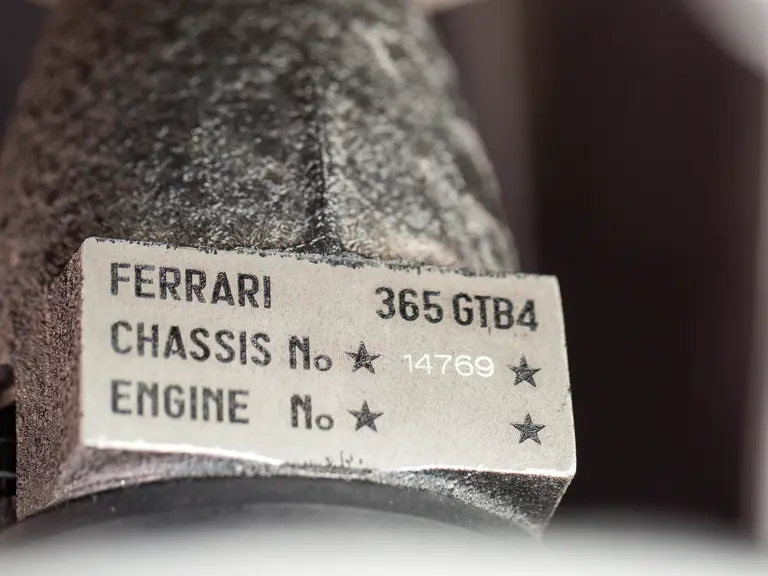 FERRARI 365 GTB4
CHASSIS No ★ 14769 ★
ENGINE No ★ ★